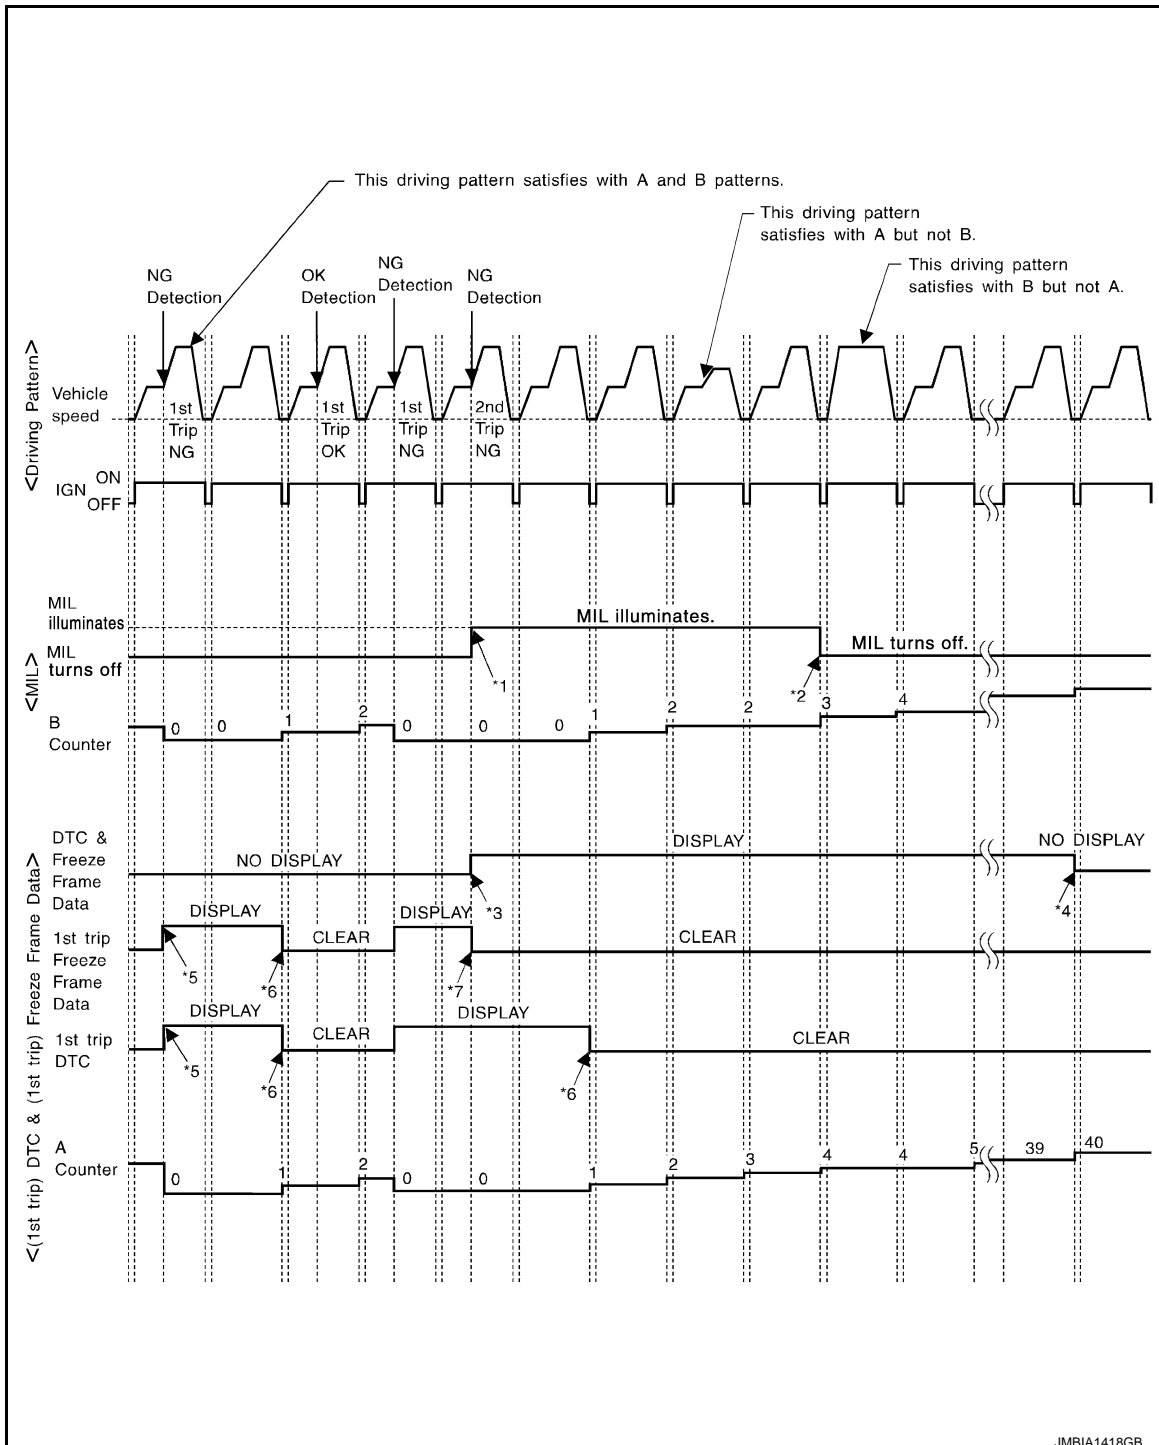 This driving pattern satisfies with A and B patterns.
This driving pattern
satisfies with A but not B.
This driving pattern
satisfies with B but not A.
NG
Detection
OK
Detection
NG
Detection
NG
Detection
<Driving Pattern>
Vehicle
speed
1st
Trip
NG
1st
Trip
OK
1st
Trip
NG
2nd
Trip
NG
IGN ON
OFF
<MIL>
MIL
illuminates
MIL illuminates.
MIL
turns off
MIL turns off.
*1
*2
B
Counter
0 0 1 2 0 0 0 1 2 2 3 4
<(1st trip) DTC & (1st trip) Freeze Frame Data>
DTC &
Freeze
Frame
Data
NO DISPLAY
DISPLAY
NO DISPLAY
*3
*4
1st trip
Freeze
Frame
Data
DISPLAY
CLEAR
DISPLAY
CLEAR
*5
*6
*7
1st trip
DTC
DISPLAY
CLEAR
DISPLAY
CLEAR
*5
*6
*6
A
Counter
0 1 2 0 0 1 2 3 4 4 5 39 40
JMBIA1418GB